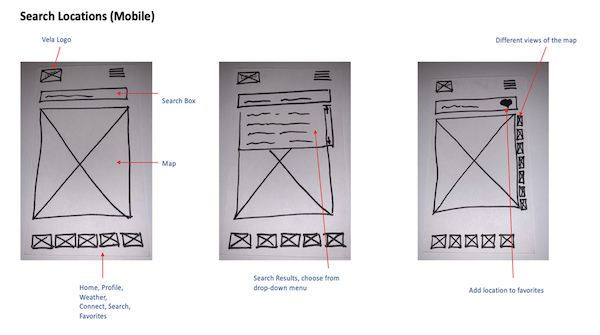 Search Locations (Mobile)
Vela Logo
Different views of the map
Search Box
Map
Search Results, choose from
drop-down menu
Add location to favorites
Home, Profile,
Weather,
Connect, Search,
Favorites